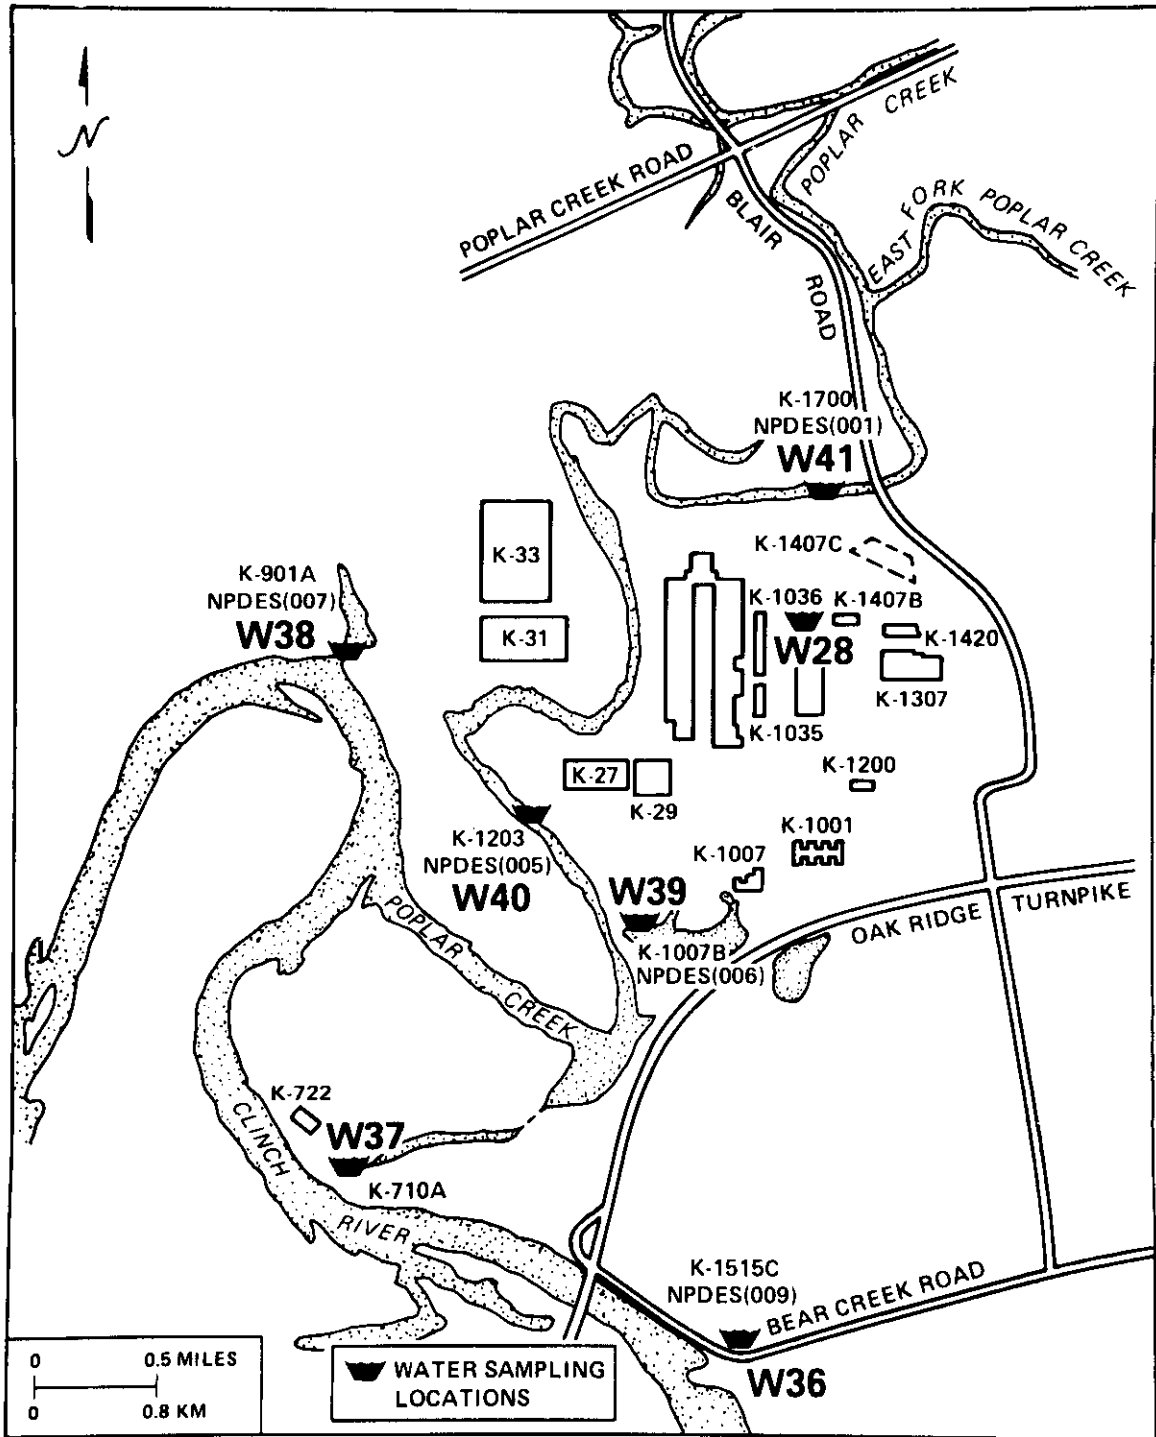 N
POPLAR CREEK ROAD
POPLAR CREEK
BLAIR ROAD
EAST FORK POPLAR CREEK
K-1700
NPDES(001)
W41
K-33
K-1407C
K-901A
NPDES(007)
W38
K-31
K-1036
K-1407B
W28
K-1420
K-1307
K-1035
K-27
K-29
K-1200
K-1203
NPDES(005)
W40
K-1001
K-1007
W39
K-1007B
NPDES(006)
OAK RIDGE TURNPIKE
POPLAR CREEK
K-722
W37
K-710A
CLINCH RIVER
K-1515C
NPDES(009)
BEAR CREEK ROAD
W36
0 0.5 MILES
0 0.8 KM
WATER SAMPLING
LOCATIONS